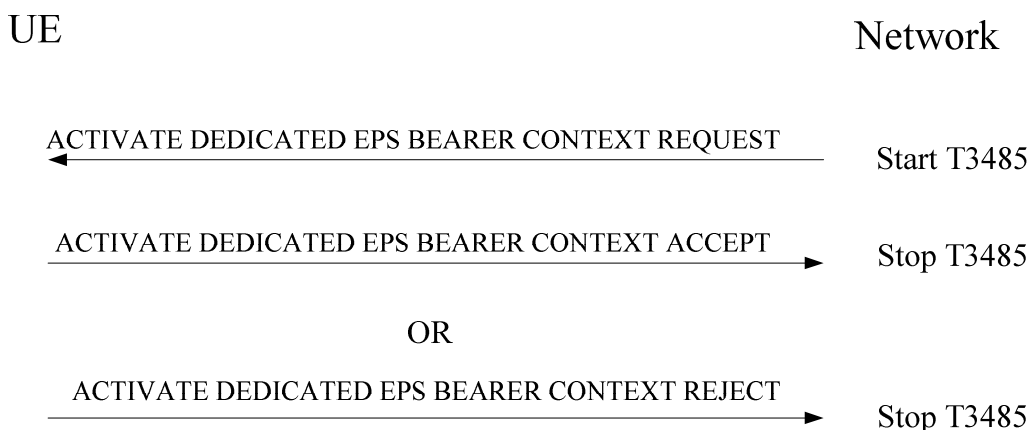 UE
Network
ACTIVATE DEDICATED EPS BEARER CONTEXT REQUEST
Start T3485
ACTIVATE DEDICATED EPS BEARER CONTEXT ACCEPT
Stop T3485
OR
ACTIVATE DEDICATED EPS BEARER CONTEXT REJECT
Stop T3485